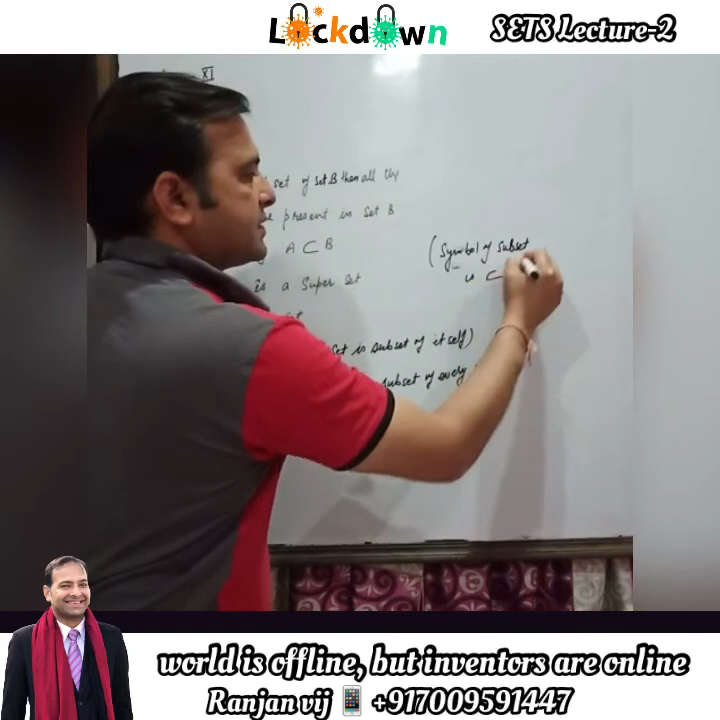 Lockdown
SETS Lecture-2
XI
set of set B then all the
present in set B
A ⊂ B
(Symbol of subset
is ⊂
is a Super set
set is subset of itself)
subset of every
world is offline, but inventors are online
Ranjan vij +917009591447